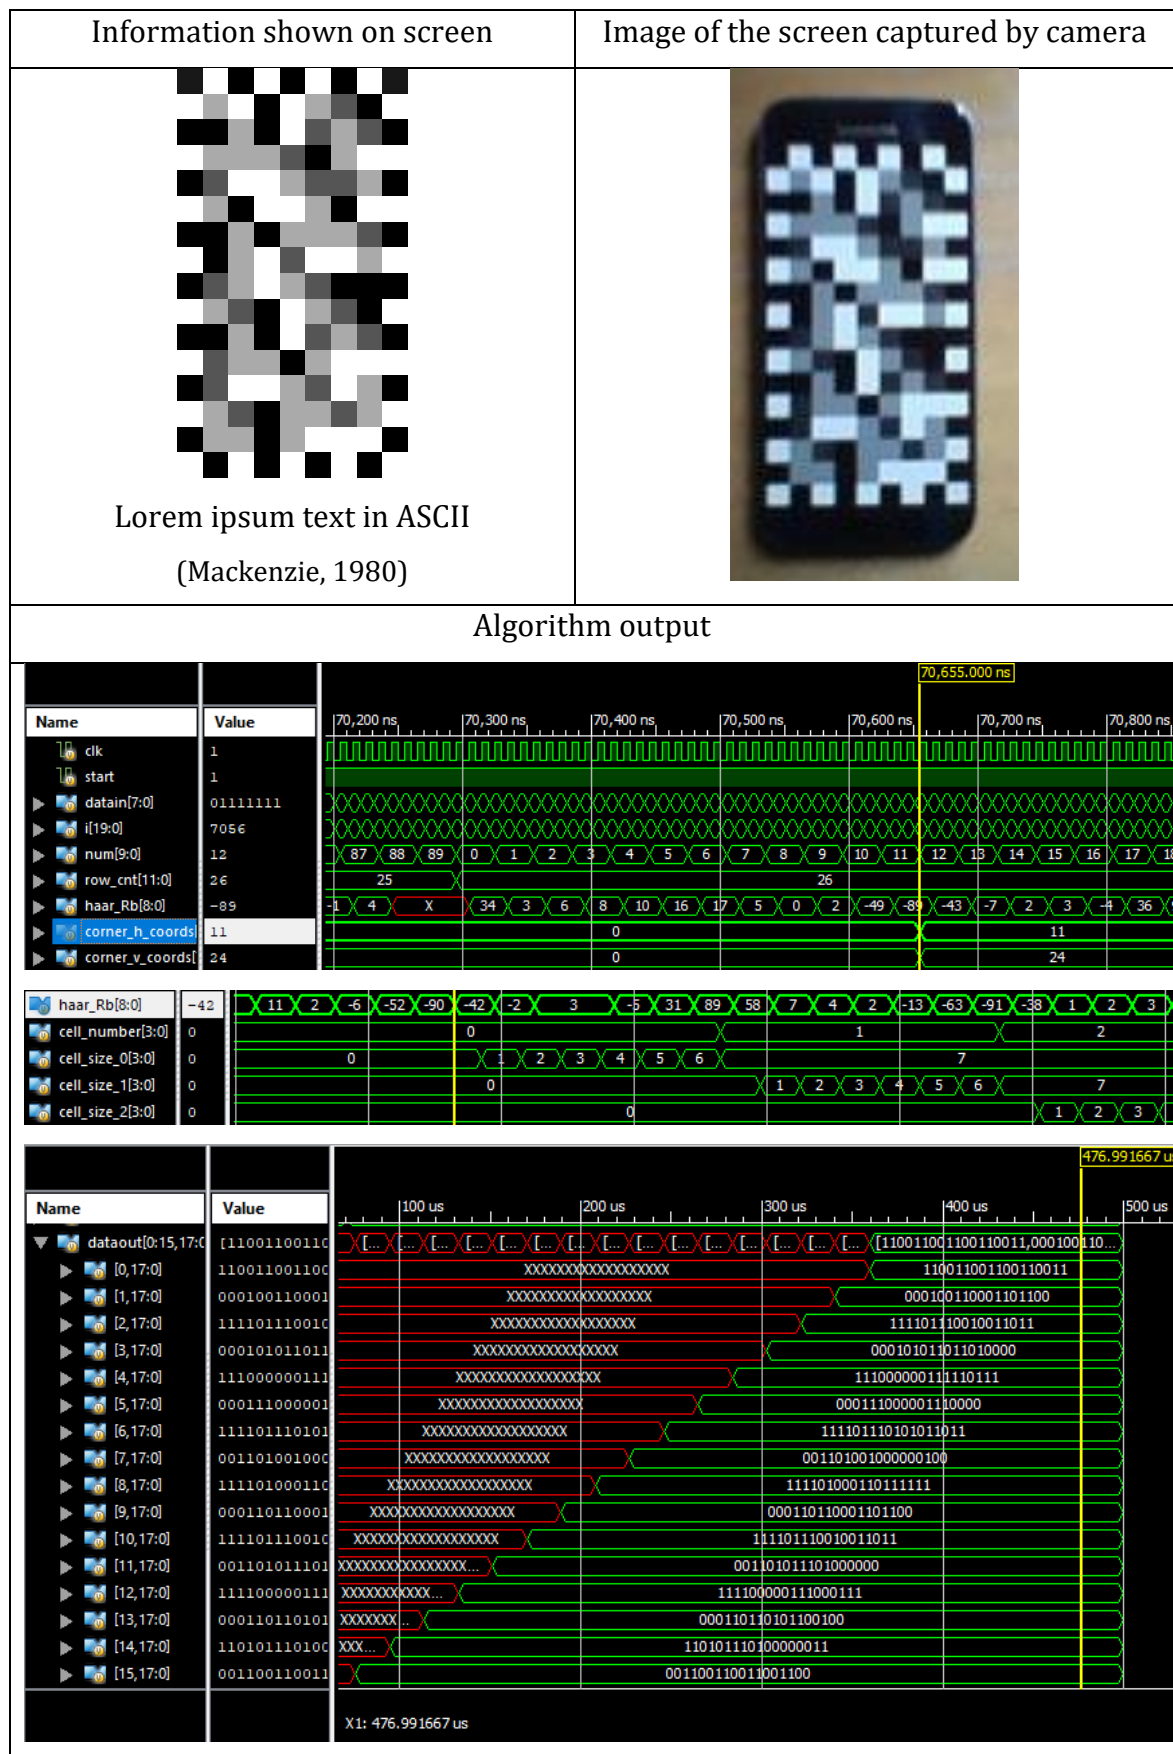 Information shown on screen
Image of the screen captured by camera
Lorem ipsum text in ASCII
(Mackenzie, 1980)
Algorithm output
70,655.000 ns
Name Value 70,200 ns 70,300 ns 70,400 ns 70,500 ns 70,600 ns 70,700 ns 70,800 ns
clk 1
start 1
datain[7:0] 01111111
i[19:0] 7056
num[9:0] 12 87 88 89 0 1 2 3 4 5 6 7 8 9 10 11 12 13 14 15 16 17 18
row_cnt[11:0] 26 25 26
haar_Rb[8:0] -89 -1 4 X 34 3 6 8 10 16 17 5 0 2 -49 -89 -43 -7 2 3 -4 36
corner_h_coords[ 11 0 11
corner_v_coords[ 24 0 24
haar_Rb[8:0] -42 11 2 -6 -52 -90 -42 -2 3 -5 31 89 58 7 4 2 -13 -63 -91 -38 1 2 3
cell_number[3:0] 0 0 1 2
cell_size_0[3:0] 0 0 1 2 3 4 5 6 7
cell_size_1[3:0] 0 0 1 2 3 4 5 6 7
cell_size_2[3:0] 0 0 1 2 3
476.991667 us
Name Value 100 us 200 us 300 us 400 us 500 us
dataout[0:15,17:0 [11001100110 [... [... [... [... [... [... [... [... [... [... [... [... [... [... [... [110011001100110011,000100110...
[0,17:0] 110011001100 XXXXXXXXXXXXXXXXXX 110011001100110011
[1,17:0] 000100110001 XXXXXXXXXXXXXXXXXX 000100110001101100
[2,17:0] 111101110010 XXXXXXXXXXXXXXXXXX 111101110010011011
[3,17:0] 000101011011 XXXXXXXXXXXXXXXXXX 000101011011010000
[4,17:0] 111000000111 XXXXXXXXXXXXXXXXXX 111000000111110111
[5,17:0] 000111000001 XXXXXXXXXXXXXXXXXX 000111000001110000
[6,17:0] 111101110101 XXXXXXXXXXXXXXXXXX 111101110101011011
[7,17:0] 001101001000 XXXXXXXXXXXXXXXXXX 001101001000000100
[8,17:0] 111101000110 XXXXXXXXXXXXXXXXXX 111101000110111111
[9,17:0] 000110110001 XXXXXXXXXXXXXXXXXX 000110110001101100
[10,17:0] 111101110010 XXXXXXXXXXXXXXXXXX 111101110010011011
[11,17:0] 001101011101 XXXXXXXXXXXXXXXX... 001101011101000000
[12,17:0] 111100000111 XXXXXXXXXXX... 111100000111000111
[13,17:0] 000110110101 XXXXXXX... 000110110101100100
[14,17:0] 110101110100 XXX... 110101110100000011
[15,17:0] 001100110011 001100110011001100
X1: 476.991667 us